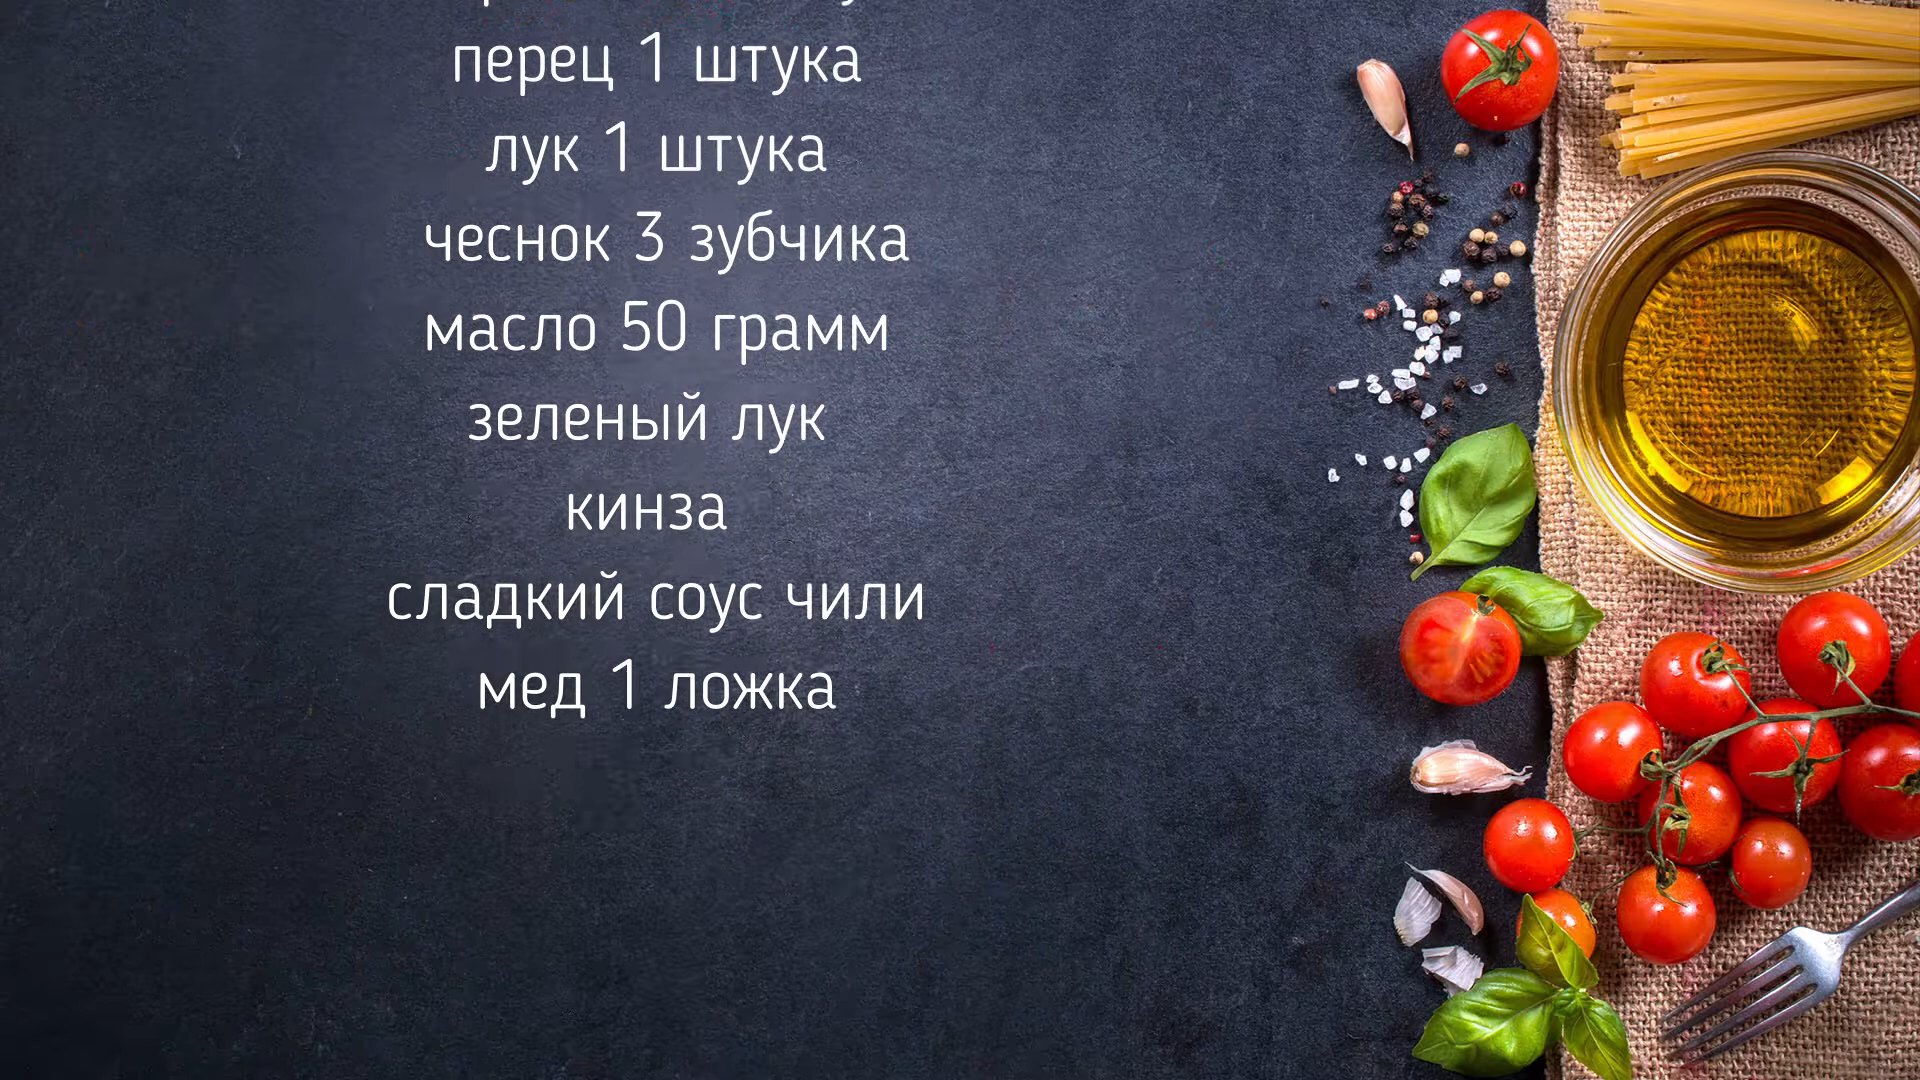 перец 1 штука
лук 1 штука
чеснок 3 зубчика
масло 50 грамм
зеленый лук
кинза
сладкий соус чили
мед 1 ложка